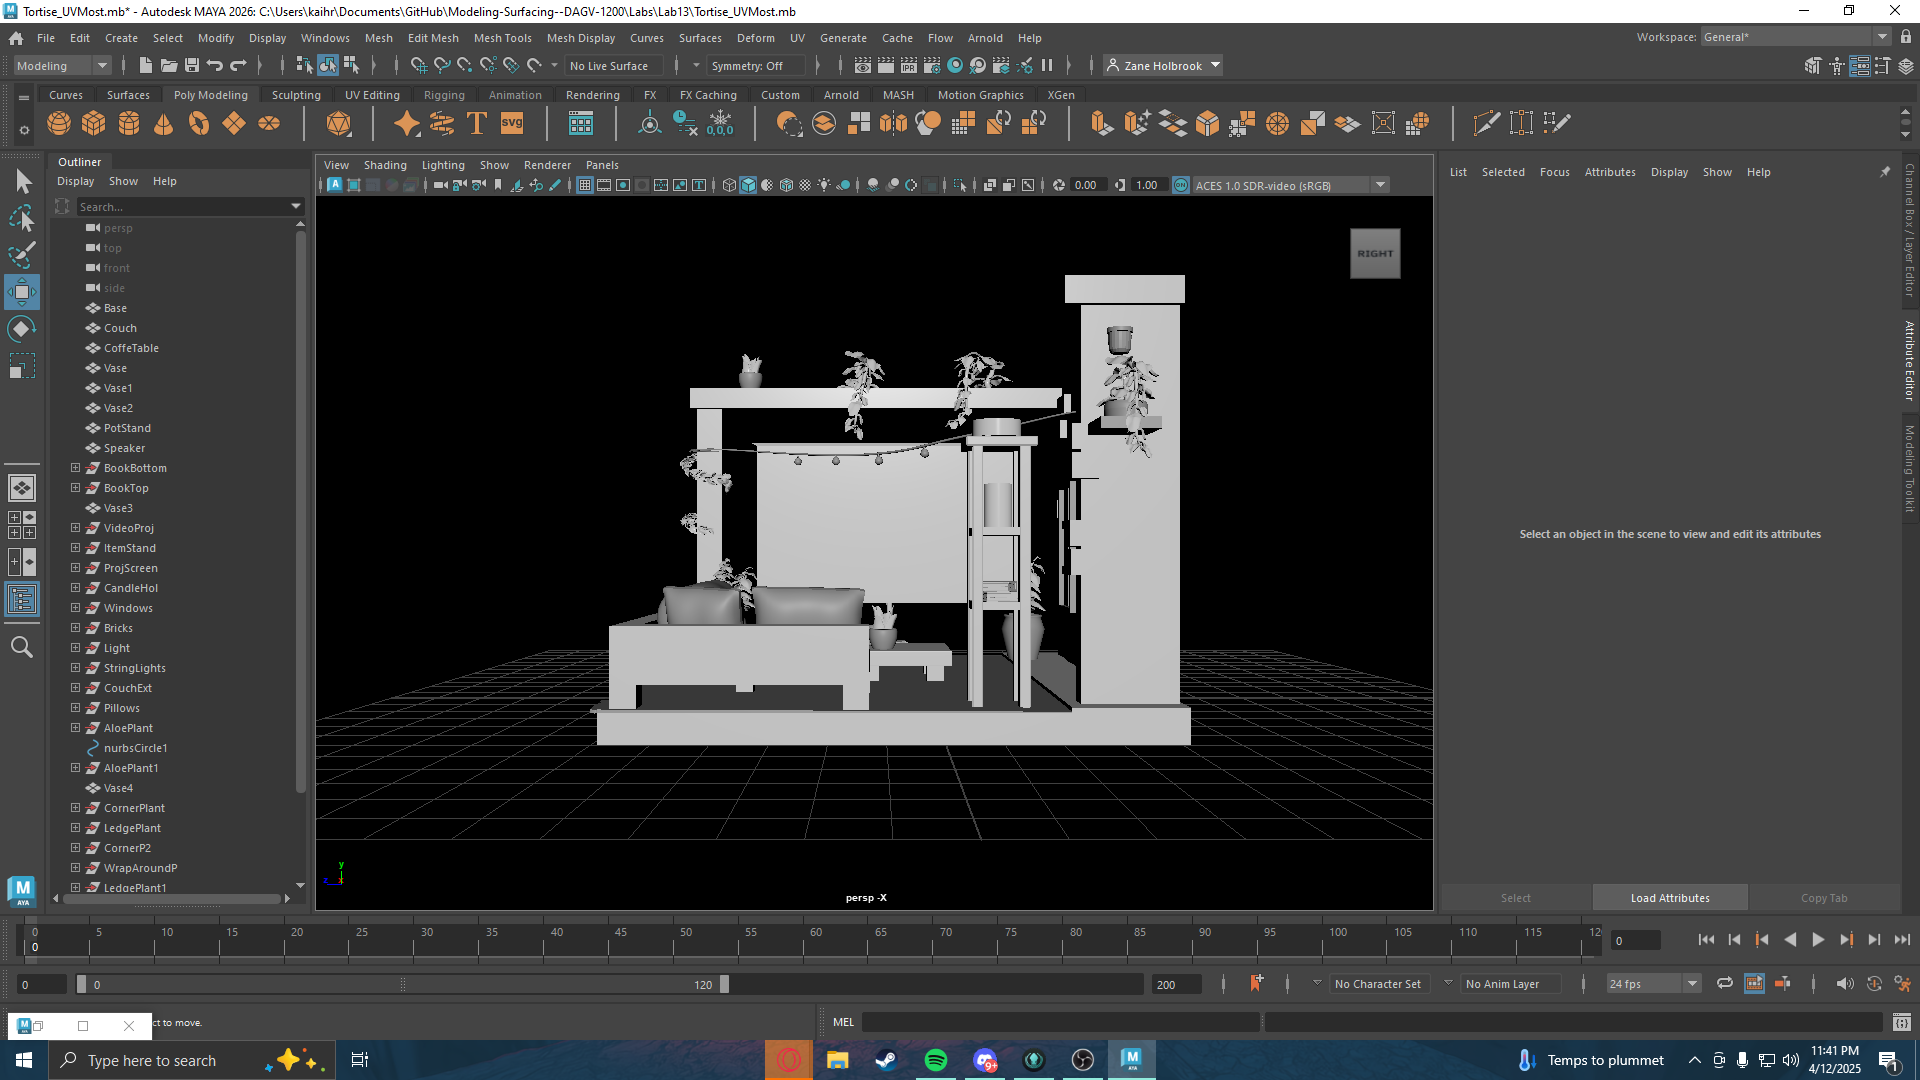 Tortise_UVMost.mb* - Autodesk MAYA 2026: C:\Users\kaihr\Documents\GitHub\Modeling-Surfacing--DAGV-1200\Labs\Lab13\Tortise_UVMost.mb
File Edit Create Select Modify Display Windows Mesh Edit Mesh Mesh Tools Mesh Display Curves Surfaces Deform UV Generate Cache Flow Arnold Help
Workspace: General*
Modeling No Live Surface Symmetry: Off Zane Holbrook
Curves Surfaces Poly Modeling Sculpting UV Editing Rigging Animation Rendering FX FX Caching Custom Arnold MASH Motion Graphics XGen
Outliner
Display Show Help
Search...
persp
top
front
side
Base
Couch
CoffeTable
Vase
Vase1
Vase2
PotStand
Speaker
BookBottom
BookTop
Vase3
VideoProj
ItemStand
ProjScreen
CandleHol
Windows
Bricks
Light
StringLights
CouchExt
Pillows
AloePlant
nurbsCircle1
AloePlant1
Vase4
CornerPlant
LedgePlant
CornerP2
WrapAroundP
LedgePlant1
View Shading Lighting Show Renderer Panels
0.00 1.00 ACES 1.0 SDR-video (sRGB)
RIGHT
y
z
x
persp -X
List Selected Focus Attributes Display Show Help
Select an object in the scene to view and edit its attributes
Select Load Attributes Copy Tab
Channel Box / Layer Editor
Attribute Editor
Modeling Toolkit
0 5 10 15 20 25 30 35 40 45 50 55 60 65 70 75 80 85 90 95 100 105 110 115 12
0
0
0 0 120 200 No Character Set No Anim Layer 24 fps
ct to move.
MEL
Type here to search
Temps to plummet
11:41 PM
4/12/2025